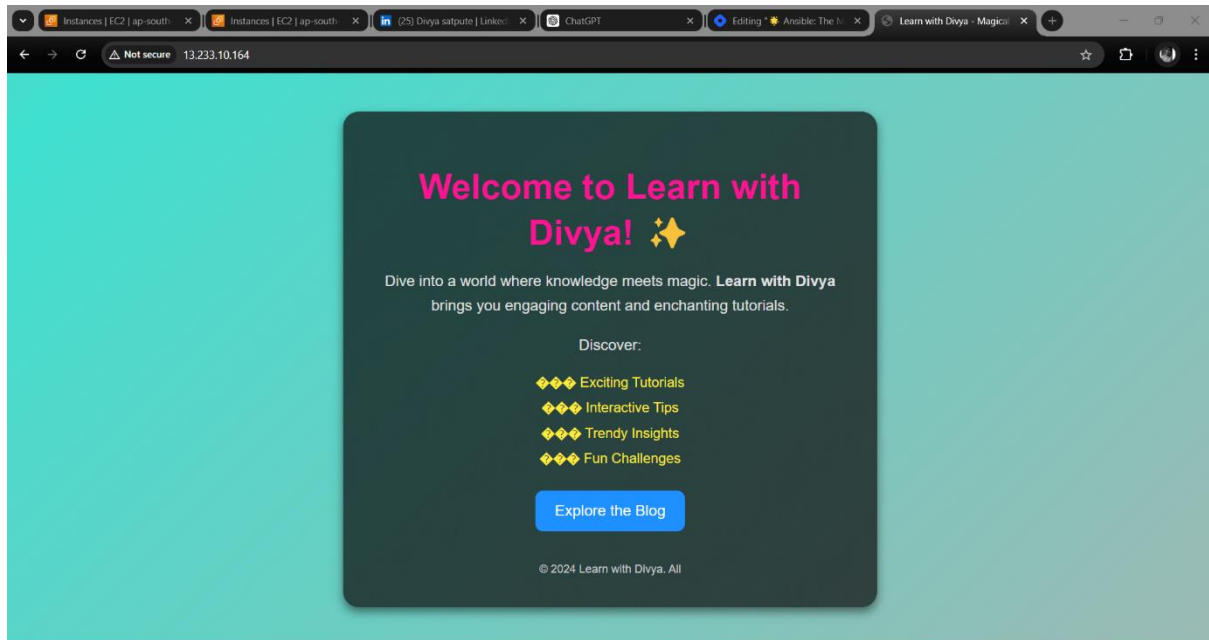 Instances | EC2 | ap-south-
Instances | EC2 | ap-south-
in (25) Divya satpute | Linked
ChatGPT
Editing "🌟 Ansible: The M
Learn with Divya - Magical
Not secure
13.233.10.164
Welcome to Learn with
Divya! ✨
Dive into a world where knowledge meets magic. Learn with Divya
brings you engaging content and enchanting tutorials.
Discover:
��� Exciting Tutorials
��� Interactive Tips
��� Trendy Insights
��� Fun Challenges
Explore the Blog
© 2024 Learn with DIvya. All